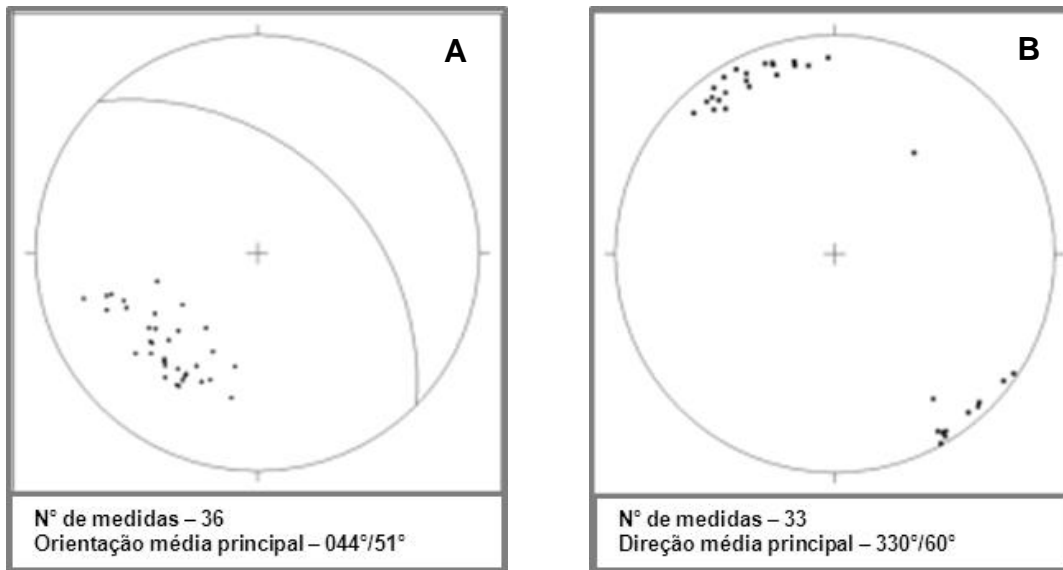 A
B
N° de medidas – 36
Orientação média principal – 044°/51°
N° de medidas – 33
Direção média principal – 330°/60°